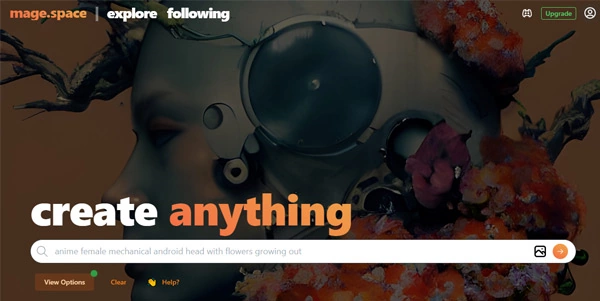 mage.space | explore following
Upgrade
create anything
anime female mechanical android head with flowers growing out
View Options Clear Help?